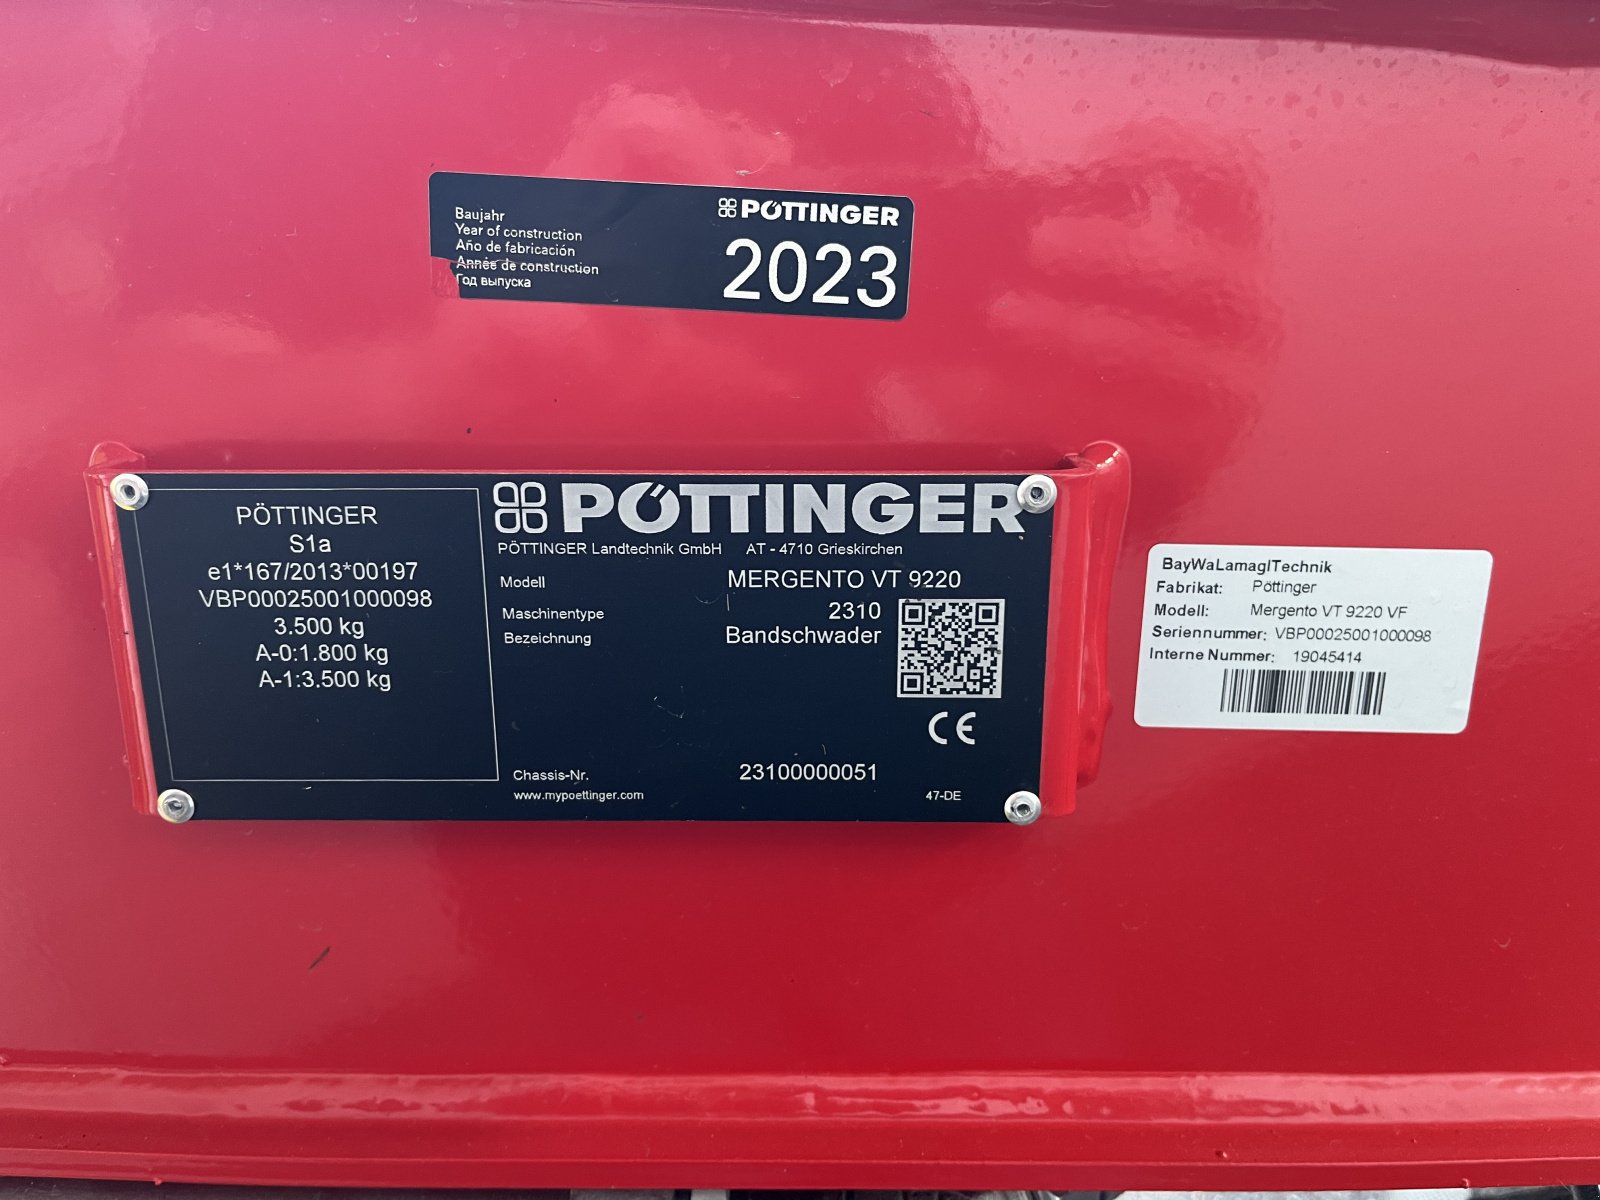 Baujahr
Year of construction
Año de fabricación
Année de construction
Год выпуска
PÖTTINGER
2023
PÖTTINGER
S1a
e1*167/2013*00197
VBP00025001000098
3.500 kg
A-0:1.800 kg
A-1:3.500 kg
PÖTTINGER
PÖTTINGER Landtechnik GmbH AT - 4710 Grieskirchen
Modell MERGENTO VT 9220
Maschinentype 2310
Bezeichnung Bandschwader
CE
Chassis-Nr. 23100000051
www.mypoettinger.com 47-DE
BayWaLamaglTechnik
Fabrikat: Pöttinger
Modell: Mergento VT 9220 VF
Seriennummer: VBP00025001000098
Interne Nummer: 19045414